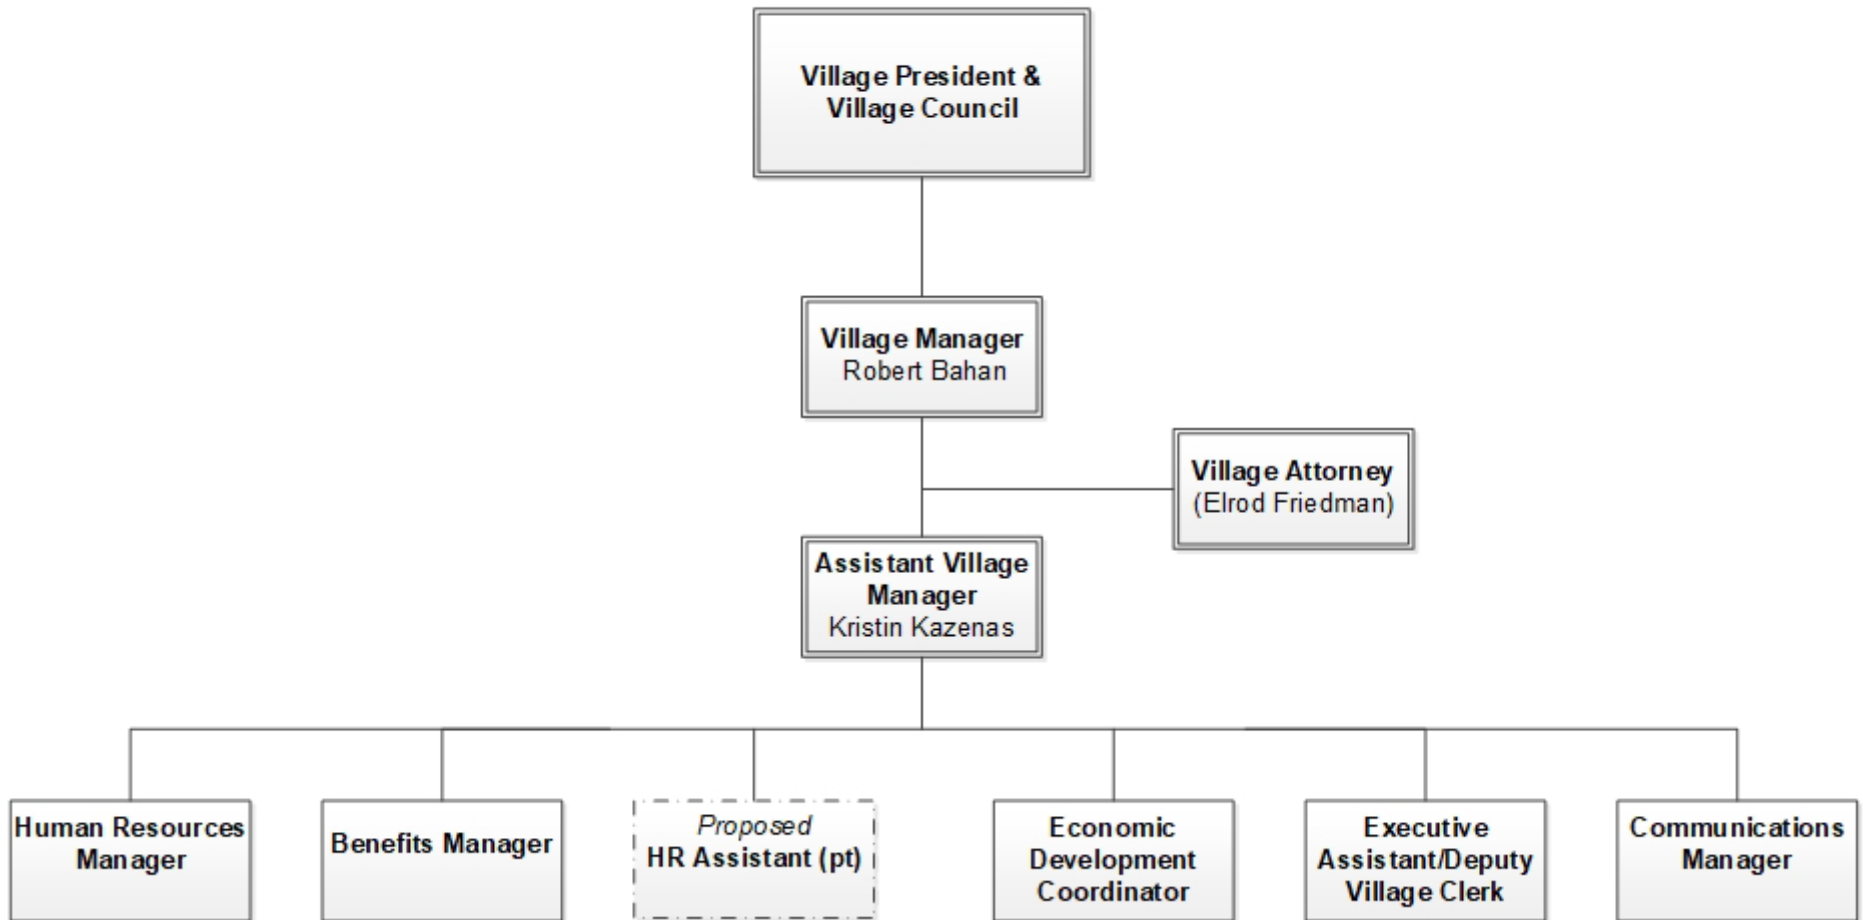 Village President &
Village Council
Village Manager
Robert Bahan
Village Attorney
(Elrod Friedman)
Assistant Village
Manager
Kristin Kazenas
Human Resources
Manager
Benefits Manager
Proposed
HR Assistant (pt)
Economic
Development
Coordinator
Executive
Assistant/Deputy
Village Clerk
Communications
Manager